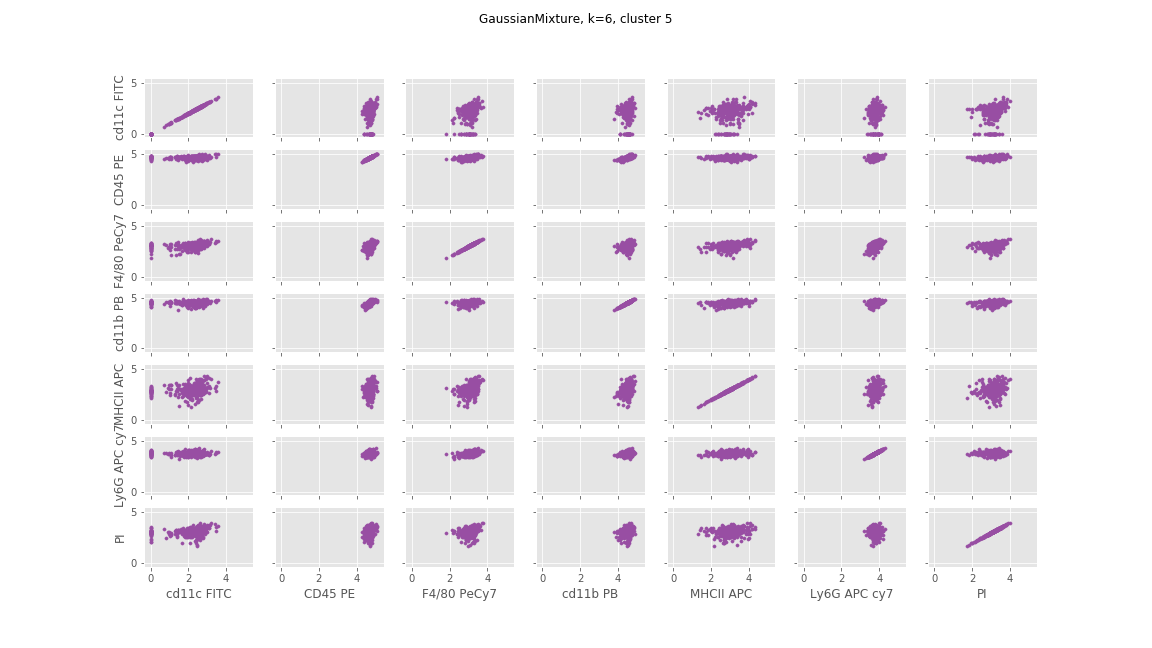 GaussianMixture, k=6, cluster 5
cd11c FITC
5
0
CD45 PE
5
0
F4/80 PeCy7
5
0
cd11b PB
5
0
MHCII APC
5
0
Ly6G APC cy7
5
0
PI
5
0
0 2 4 0 2 4 0 2 4 0 2 4 0 2 4 0 2 4 0 2 4
cd11c FITC CD45 PE F4/80 PeCy7 cd11b PB MHCII APC Ly6G APC cy7 PI